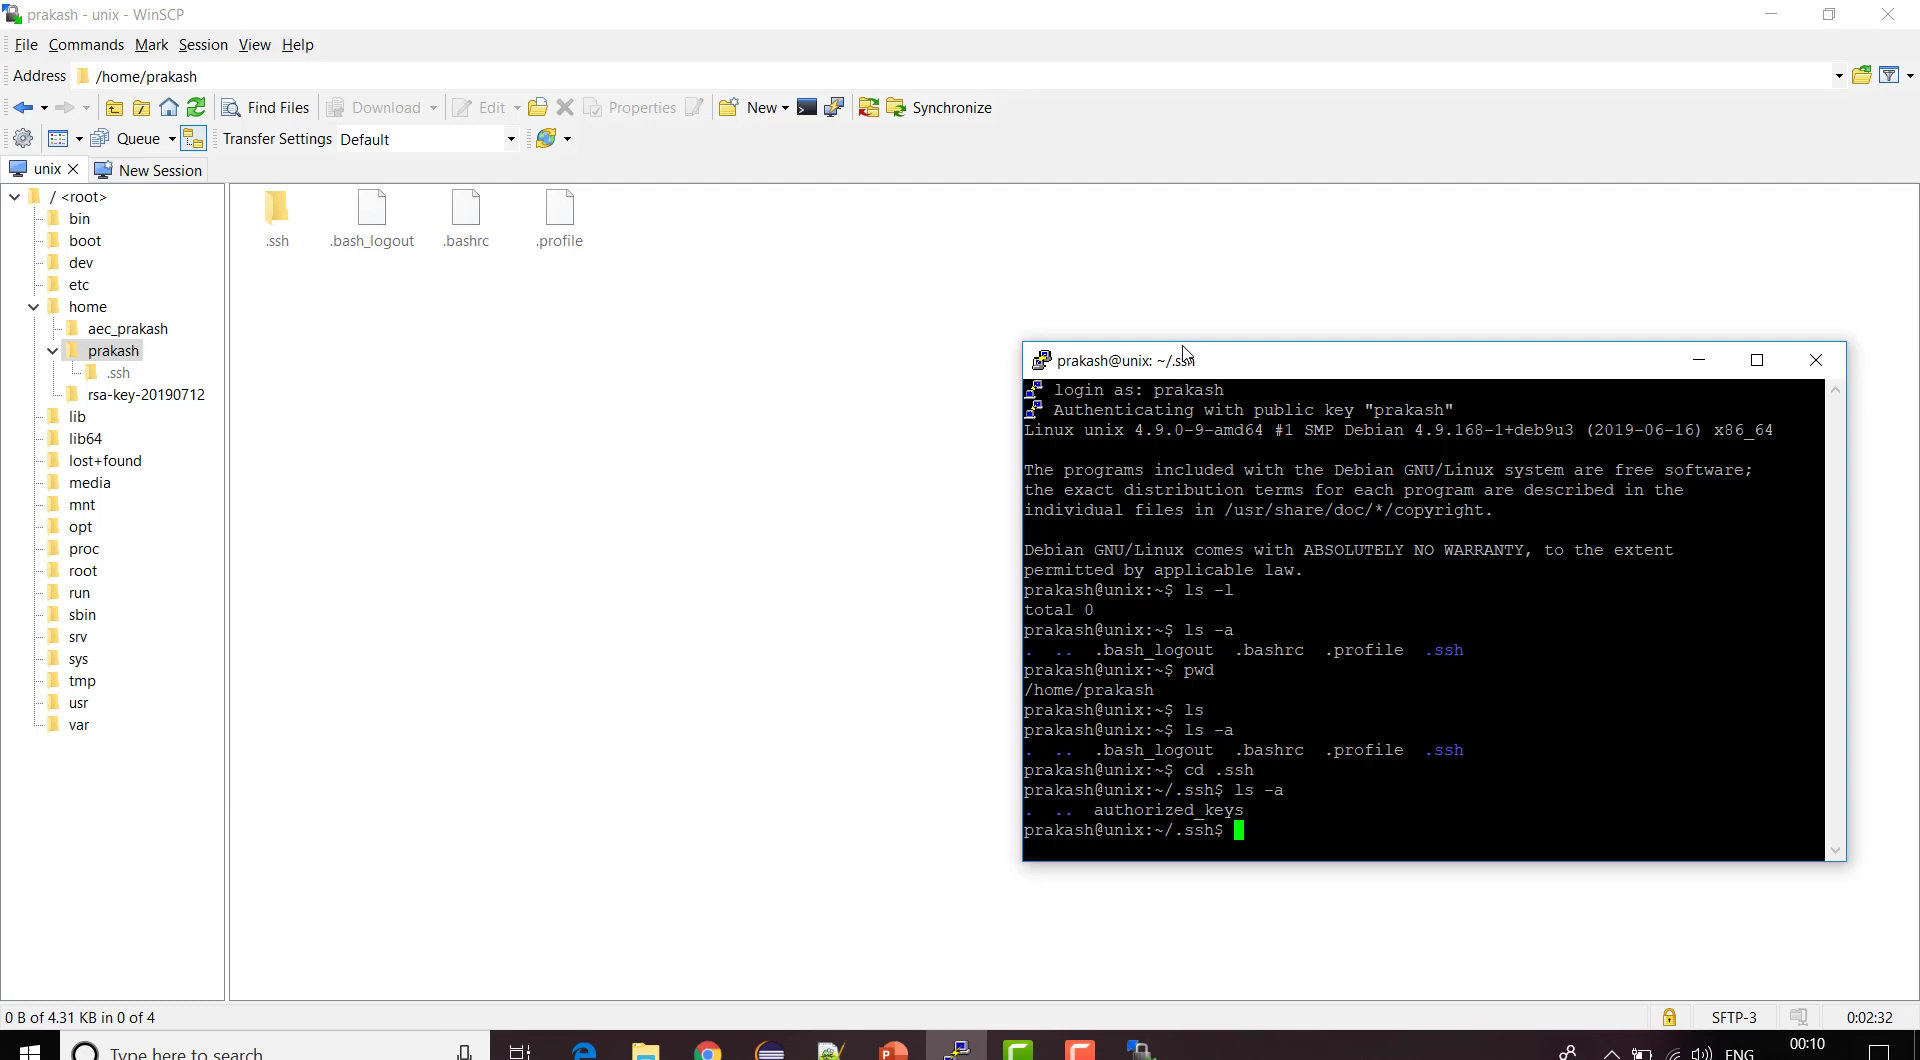 prakash - unix - WinSCP
File Commands Mark Session View Help
Address /home/prakash
Find Files Download Edit Properties New Synchronize
Queue Transfer Settings Default
unix New Session
/ <root>
bin
boot
dev
etc
home
aec_prakash
prakash
.ssh
rsa-key-20190712
lib
lib64
lost+found
media
mnt
opt
proc
root
run
sbin
srv
sys
tmp
usr
var
.ssh .bash_logout .bashrc .profile
prakash@unix: ~/.ssh
login as: prakash
Authenticating with public key "prakash"
Linux unix 4.9.0-9-amd64 #1 SMP Debian 4.9.168-1+deb9u3 (2019-06-16) x86_64
The programs included with the Debian GNU/Linux system are free software;
the exact distribution terms for each program are described in the
individual files in /usr/share/doc/*/copyright.
Debian GNU/Linux comes with ABSOLUTELY NO WARRANTY, to the extent
permitted by applicable law.
prakash@unix:~$ ls -l
total 0
prakash@unix:~$ ls -a
. .. .bash_logout .bashrc .profile .ssh
prakash@unix:~$ pwd
/home/prakash
prakash@unix:~$ ls
prakash@unix:~$ ls -a
. .. .bash_logout .bashrc .profile .ssh
prakash@unix:~$ cd .ssh
prakash@unix:~/.ssh$ ls -a
. .. authorized_keys
prakash@unix:~/.ssh$
0 B of 4.31 KB in 0 of 4
SFTP-3
0:02:32
Type here to search
ENG
00:10